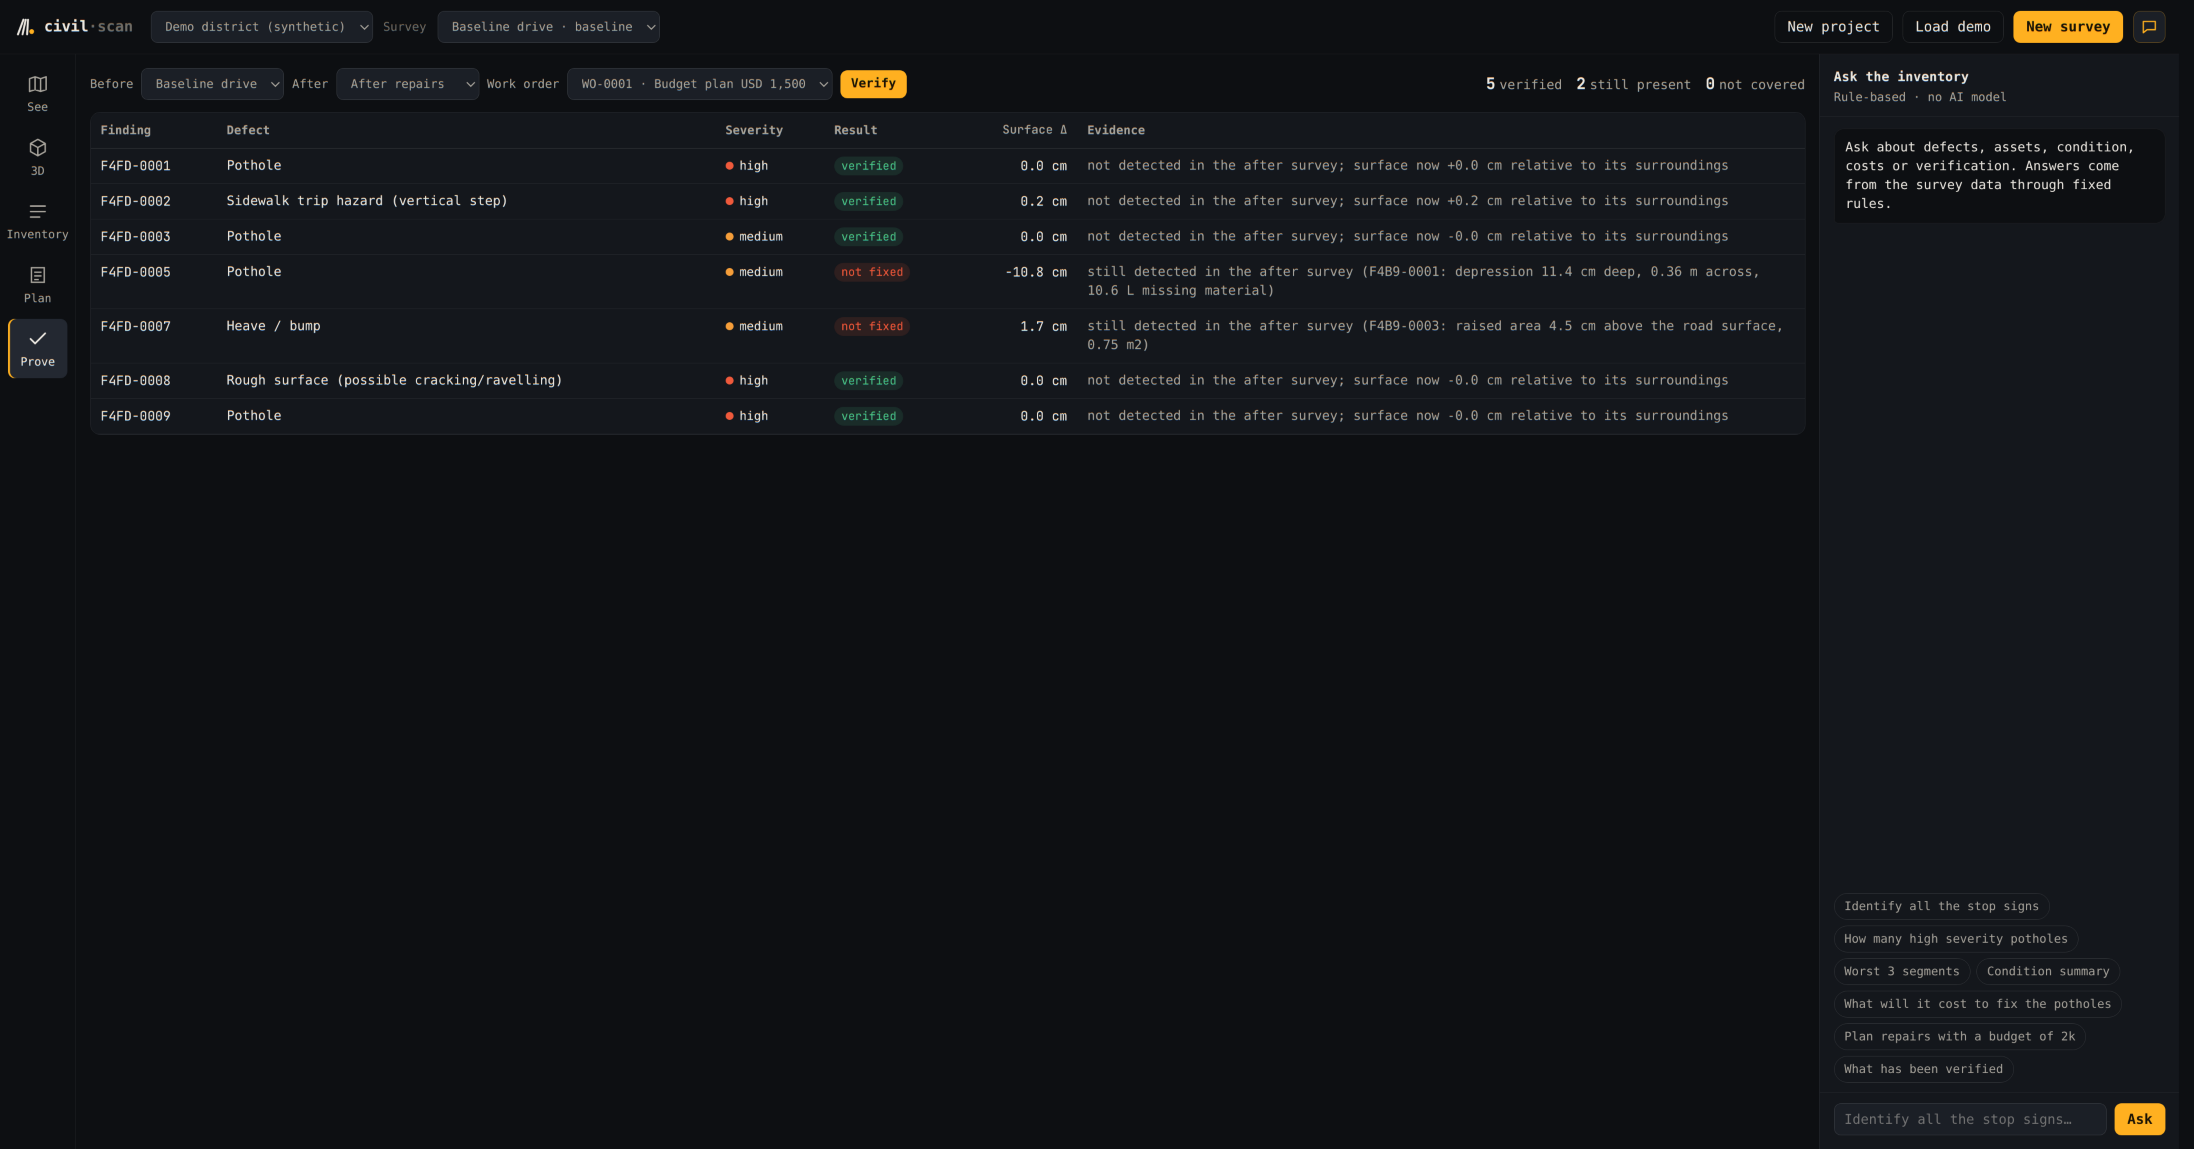 civil·scan
Demo district (synthetic)
Survey
Baseline drive · baseline
New project
Load demo
New survey
See
3D
Inventory
Plan
Prove
Before
Baseline drive
After
After repairs
Work order
WO-0001 · Budget plan USD 1,500
Verify
5 verified 2 still present 0 not covered
Finding Defect Severity Result Surface Δ Evidence
F4FD-0001 Pothole high verified 0.0 cm not detected in the after survey; surface now +0.0 cm relative to its surroundings
F4FD-0002 Sidewalk trip hazard (vertical step) high verified 0.2 cm not detected in the after survey; surface now +0.2 cm relative to its surroundings
F4FD-0003 Pothole medium verified 0.0 cm not detected in the after survey; surface now -0.0 cm relative to its surroundings
F4FD-0005 Pothole medium not fixed -10.8 cm still detected in the after survey (F4B9-0001: depression 11.4 cm deep, 0.36 m across,
10.6 L missing material)
F4FD-0007 Heave / bump medium not fixed 1.7 cm still detected in the after survey (F4B9-0003: raised area 4.5 cm above the road surface,
0.75 m2)
F4FD-0008 Rough surface (possible cracking/ravelling) high verified 0.0 cm not detected in the after survey; surface now -0.0 cm relative to its surroundings
F4FD-0009 Pothole high verified 0.0 cm not detected in the after survey; surface now -0.0 cm relative to its surroundings
Ask the inventory
Rule-based · no AI model
Ask about defects, assets, condition,
costs or verification. Answers come
from the survey data through fixed
rules.
Identify all the stop signs
How many high severity potholes
Worst 3 segments
Condition summary
What will it cost to fix the potholes
Plan repairs with a budget of 2k
What has been verified
Identify all the stop signs…
Ask